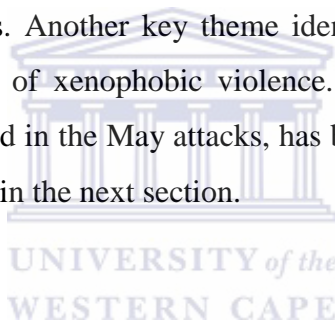 s. Another key theme iden
of xenophobic violence.
d in the May attacks, has b
in the next section.
UNIVERSITY of the
WESTERN CAPE